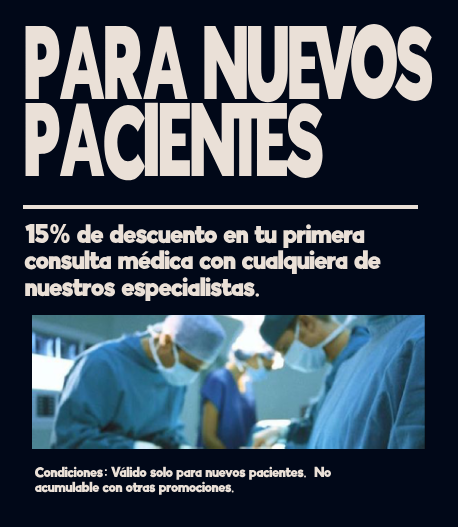 PARA NUEVOS
PACIENTES
15% de descuento en tu primera
consulta médica con cualquiera de
nuestros especialistas.
Condiciones: Válido solo para nuevos pacientes. No
acumulable con otras promociones.